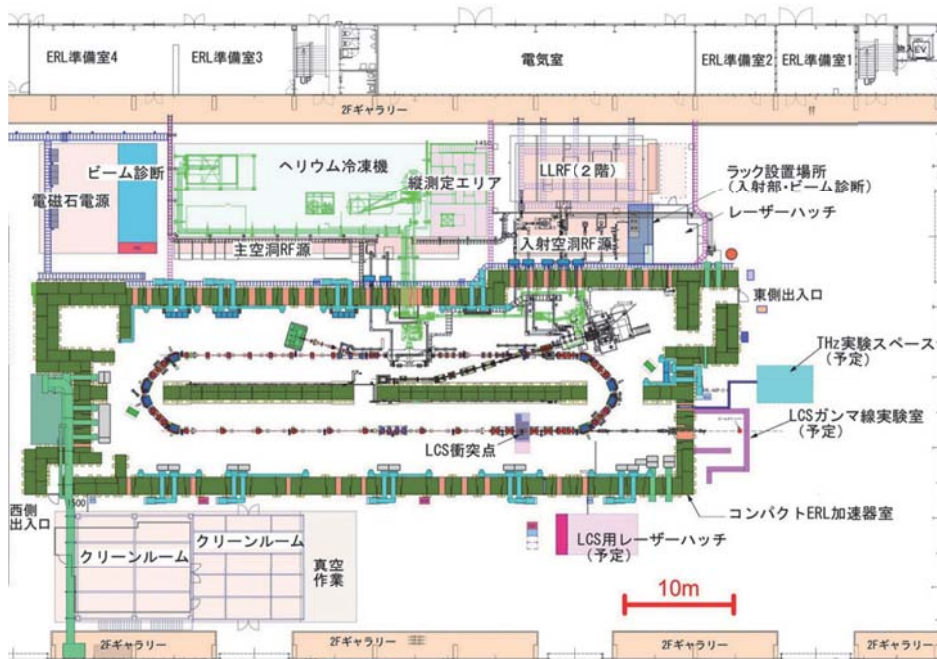 ERL準備室4
ERL準備室3
電気室
ERL準備室2
ERL準備室1
EV
2Fギャラリー
ビーム診断
電磁石電源
ヘリウム冷凍機
縦測定エリア
LLRF(2階)
ラック設置場所
(入射部・ビーム診断)
レーザーハッチ
主空洞RF源
入射空洞RF源
東側出入口
THz実験スペース
(予定)
LCSガンマ線実験室
(予定)
LCS衝突点
コンパクトERL加速器室
西側
出入口
1500
クリーンルーム
クリーンルーム
真空
作業
LCS用レーザーハッチ
(予定)
10m
2Fギャラリー
2Fギャラリー
2Fギャラリー
2Fギャラリー